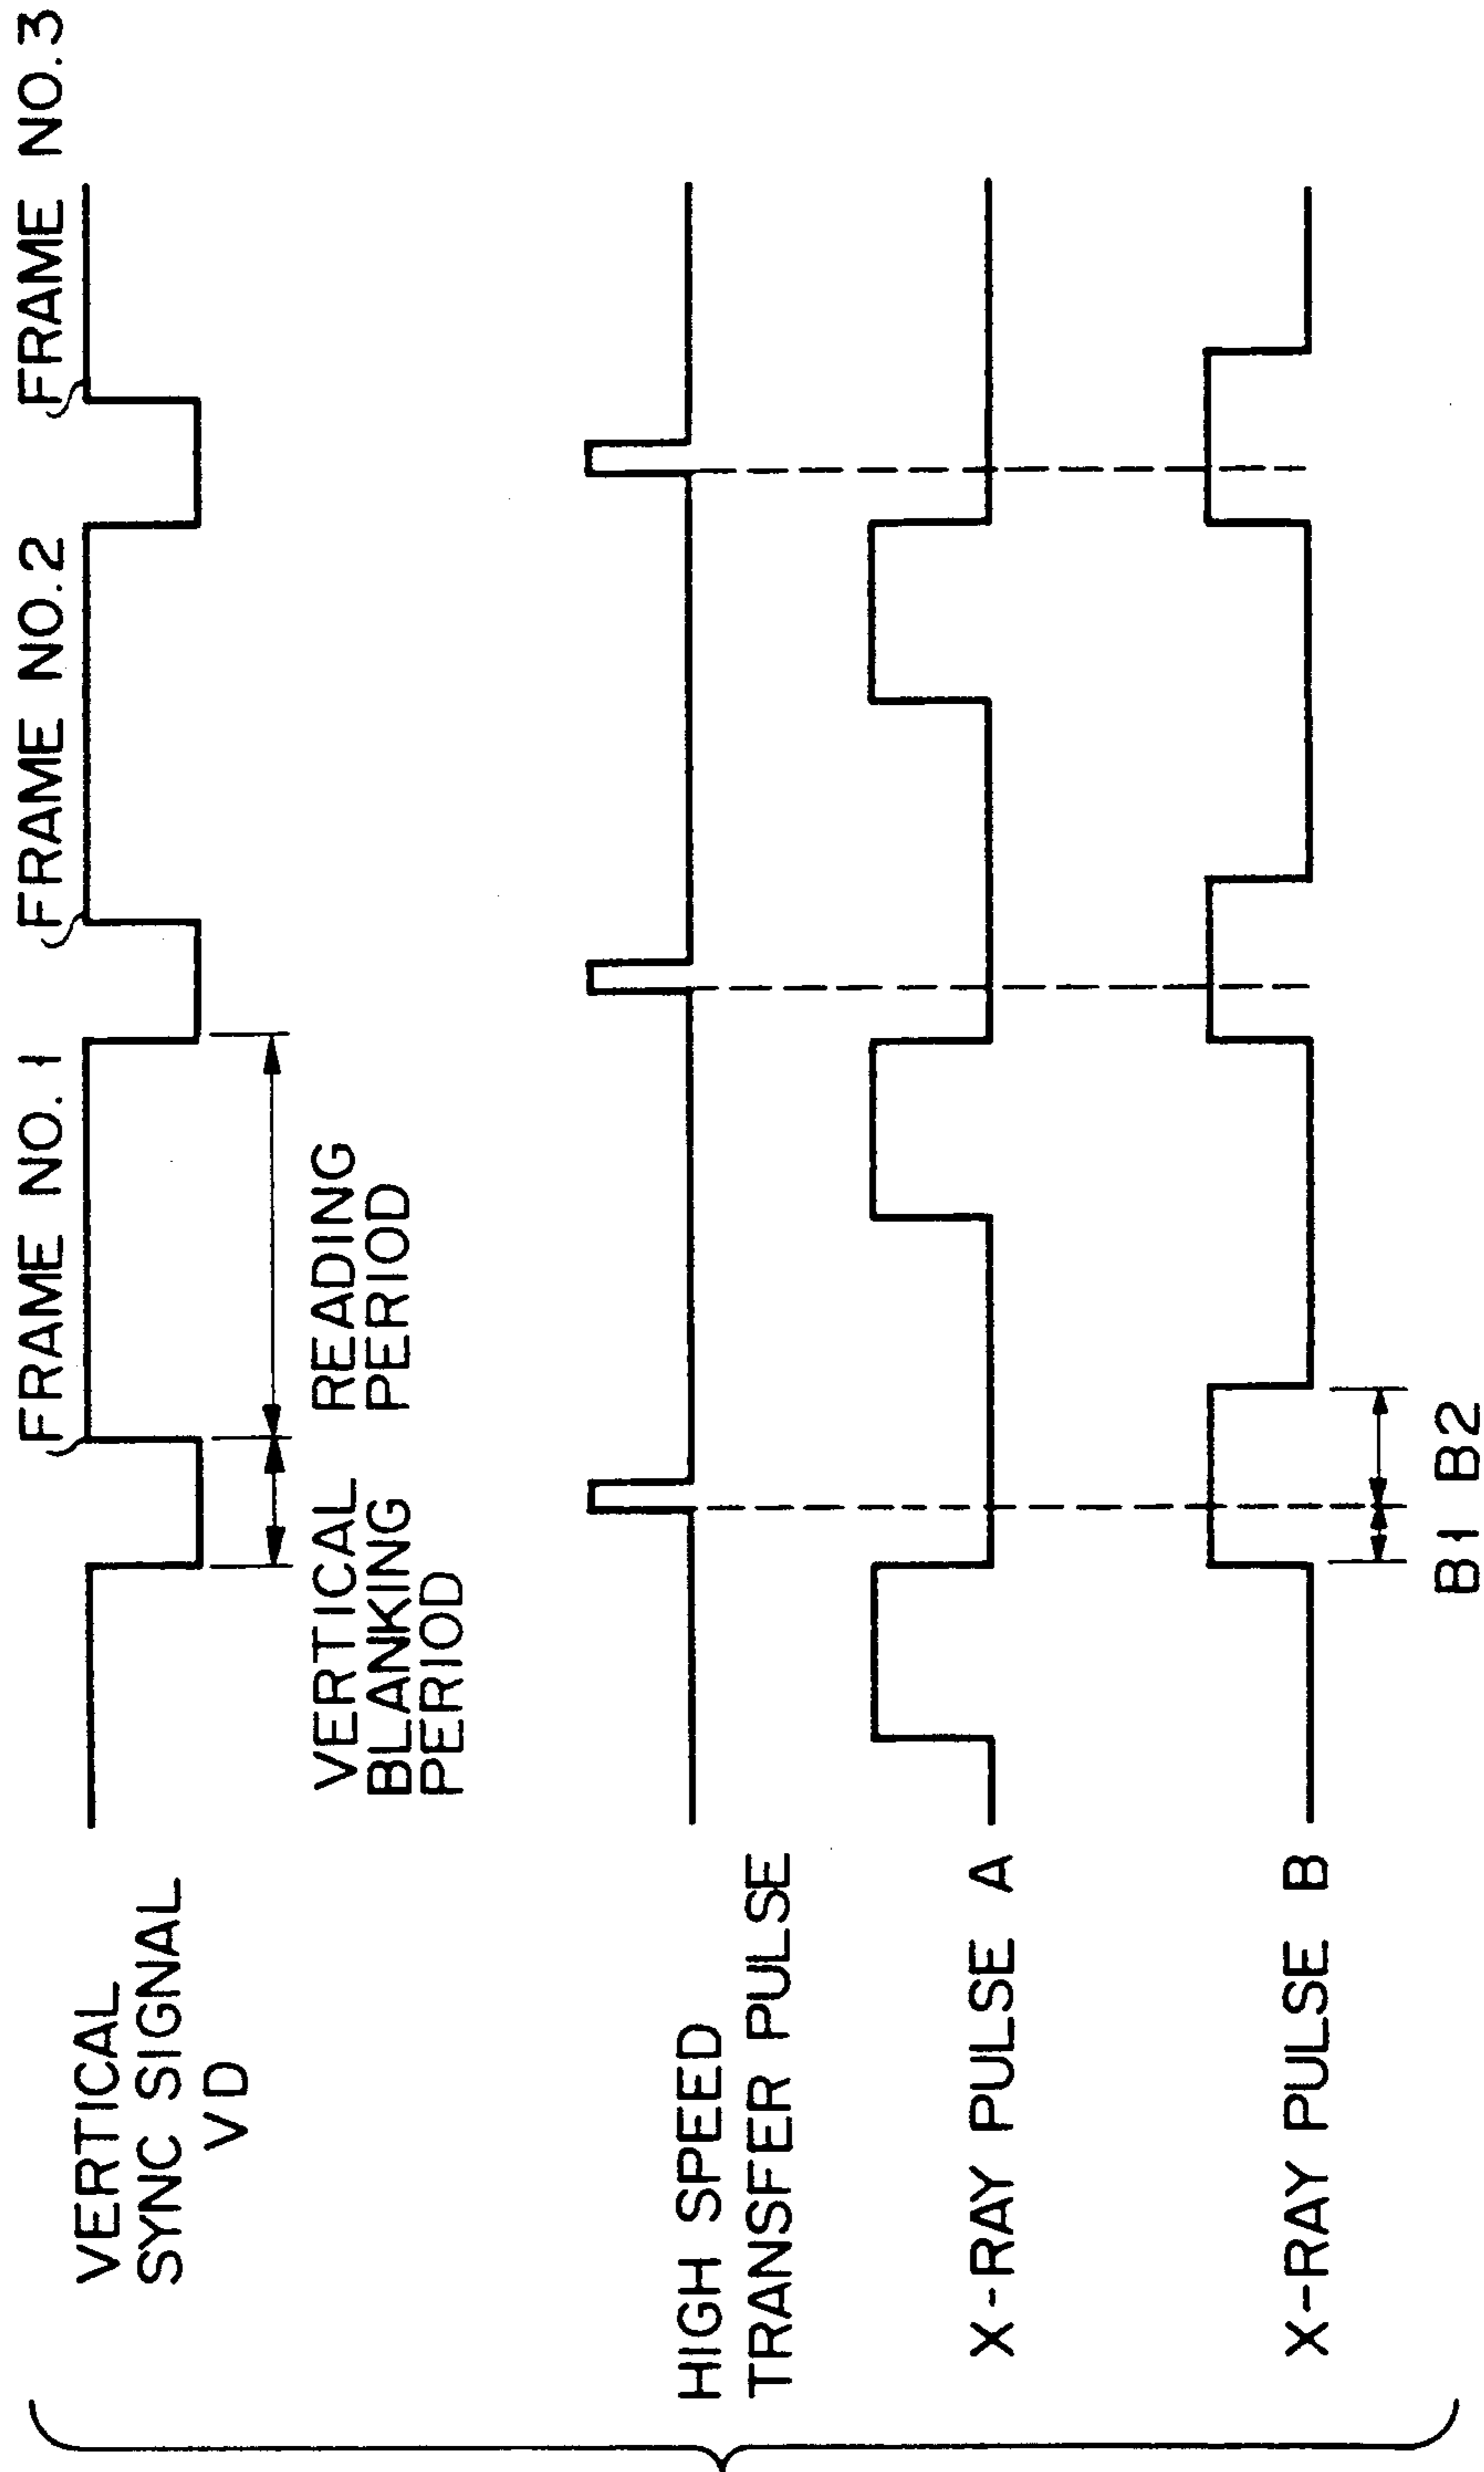 FRAME NO. 1
FRAME NO.2
FRAME NO.3
VERTICAL
SYNC SIGNAL
VD
VERTICAL
BLANKING
PERIOD
READING
PERIOD
HIGH SPEED
TRANSFER PULSE
X-RAY PULSE A
X-RAY PULSE B
B1 B2